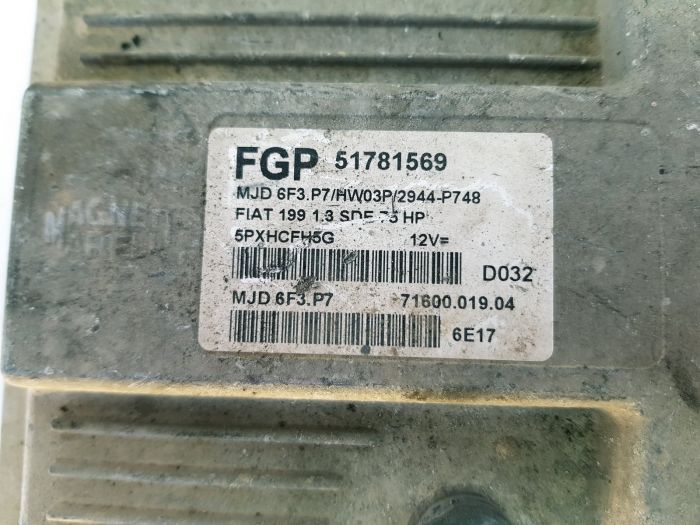 FGP 51781569
MJD 6F3.P7/HW03P/2944-P748
FIAT 199 1.3 SDE 75 HP
5PXHCFH5G 12V=
D032
MJD 6F3.P7 71600.019.04
6E17